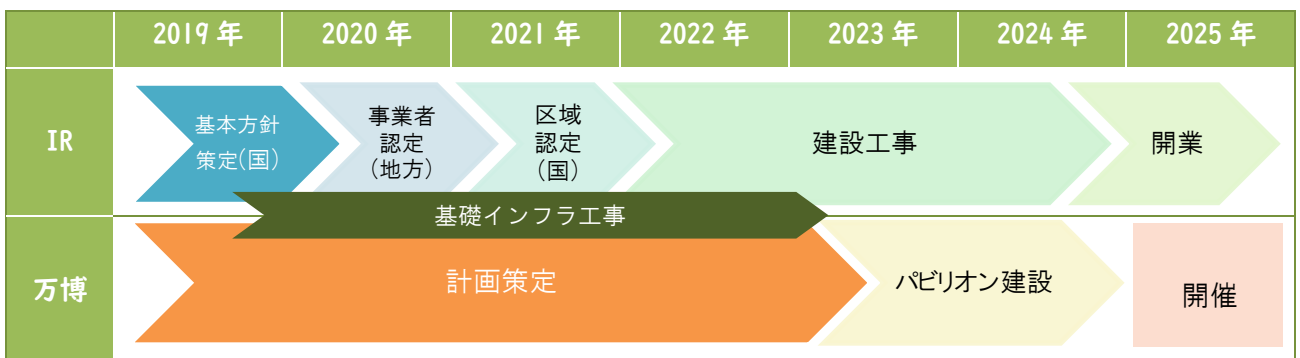 2019年 2020年 2021年 2022年 2023年 2024年 2025年
IR
基本方針
策定(国)
事業者
認定
(地方)
区域
認定
(国)
建設工事
開業
基礎インフラ工事
万博
計画策定
パビリオン建設
開催